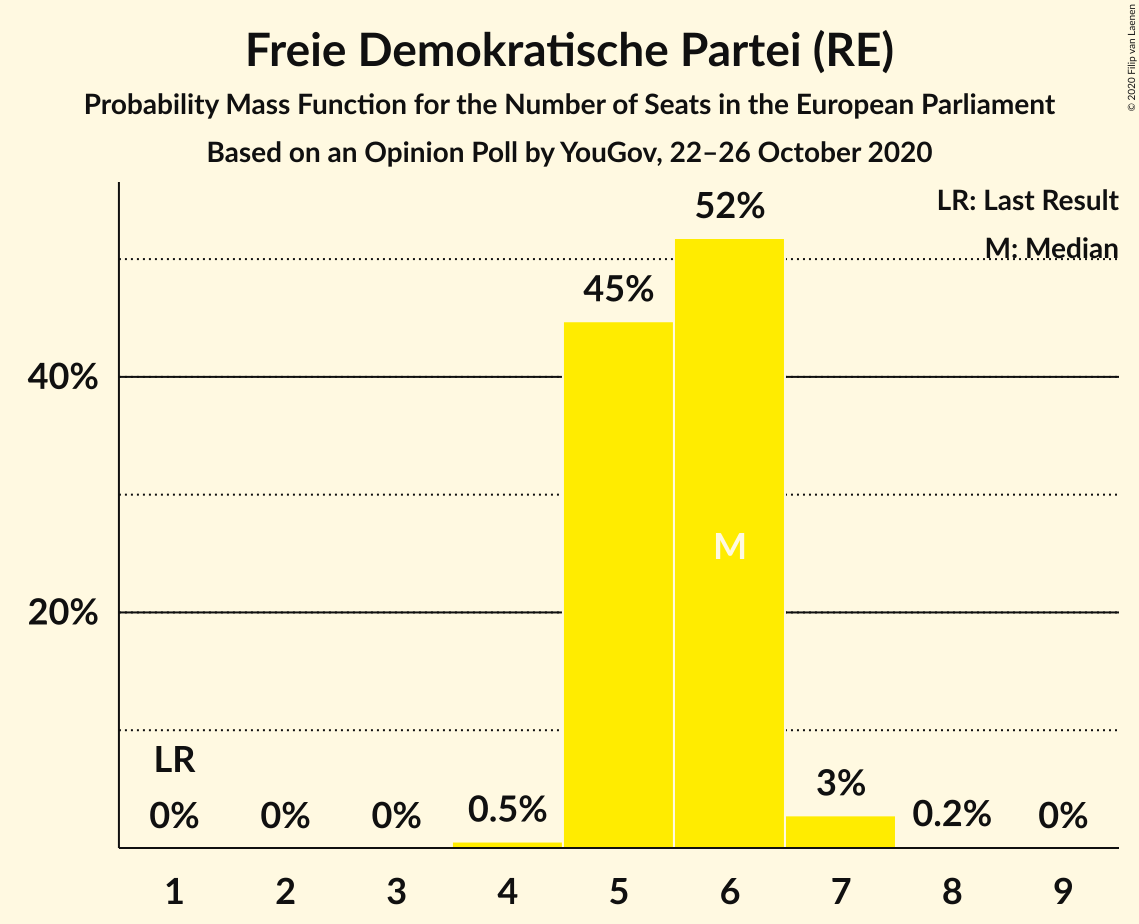 Freie Demokratische Partei (RE)
Probability Mass Function for the Number of Seats in the European Parliament
Based on an Opinion Poll by YouGov, 22–26 October 2020
© 2020 Filip van Laenen
LR: Last Result
M: Median
52%
45%
40%
M
20%
LR
0%
0%
0%
0.5%
3%
0.2%
0%
1 2 3 4 5 6 7 8 9